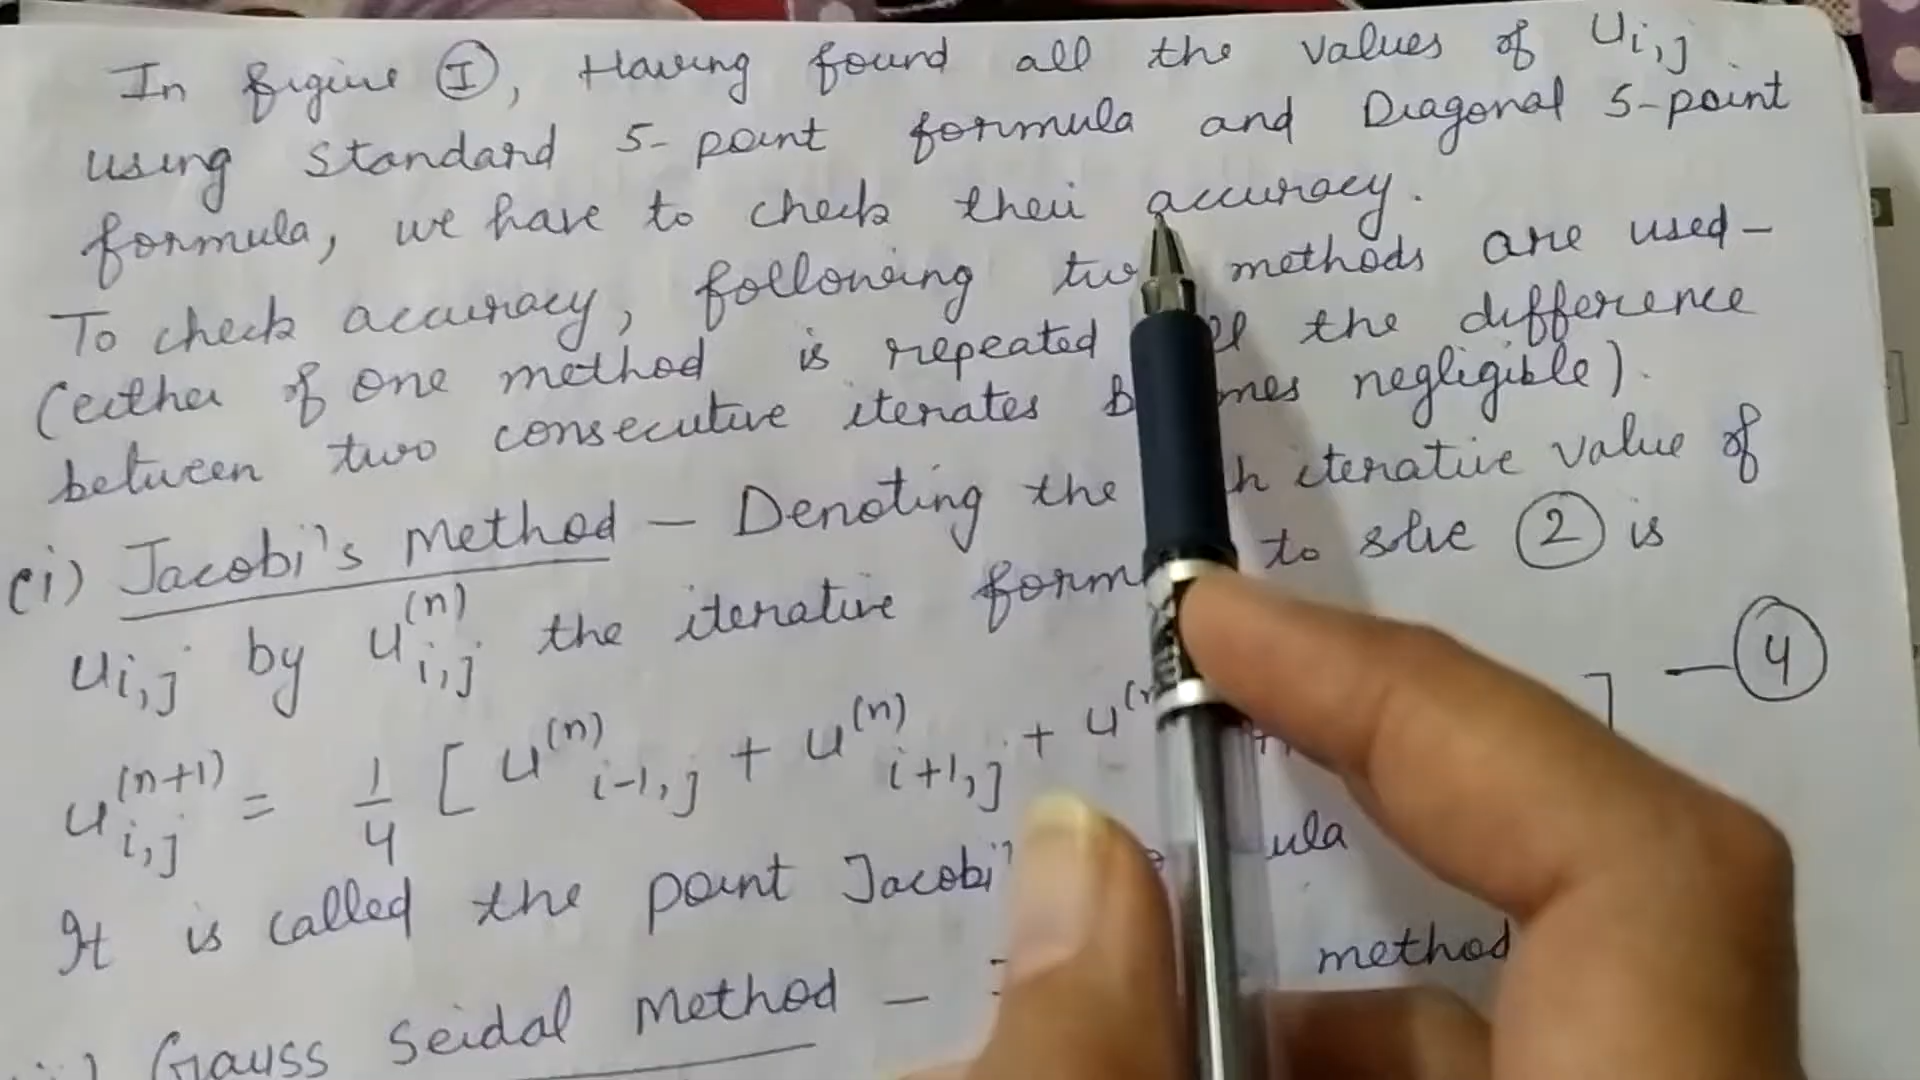 In figure Ⓘ, Having found all the values of u i,j
using standard 5-point formula and Diagonal 5-point
formula, we have to check their accuracy.
To check accuracy, following two methods are used-
(either of one method is repeated the difference
between two consecutive iterates negligible).
(i) Jacobi's Method - Denoting the iterative value of
u i,j by u i,j ^(n) the iterative to solve ② is
u i,j ^(n+1) = 1/4 [ u^(n) i-1,j + u^(n) i+1,j + u ] - ④
It is called the point Jacobi's
Gauss Seidal Method - method